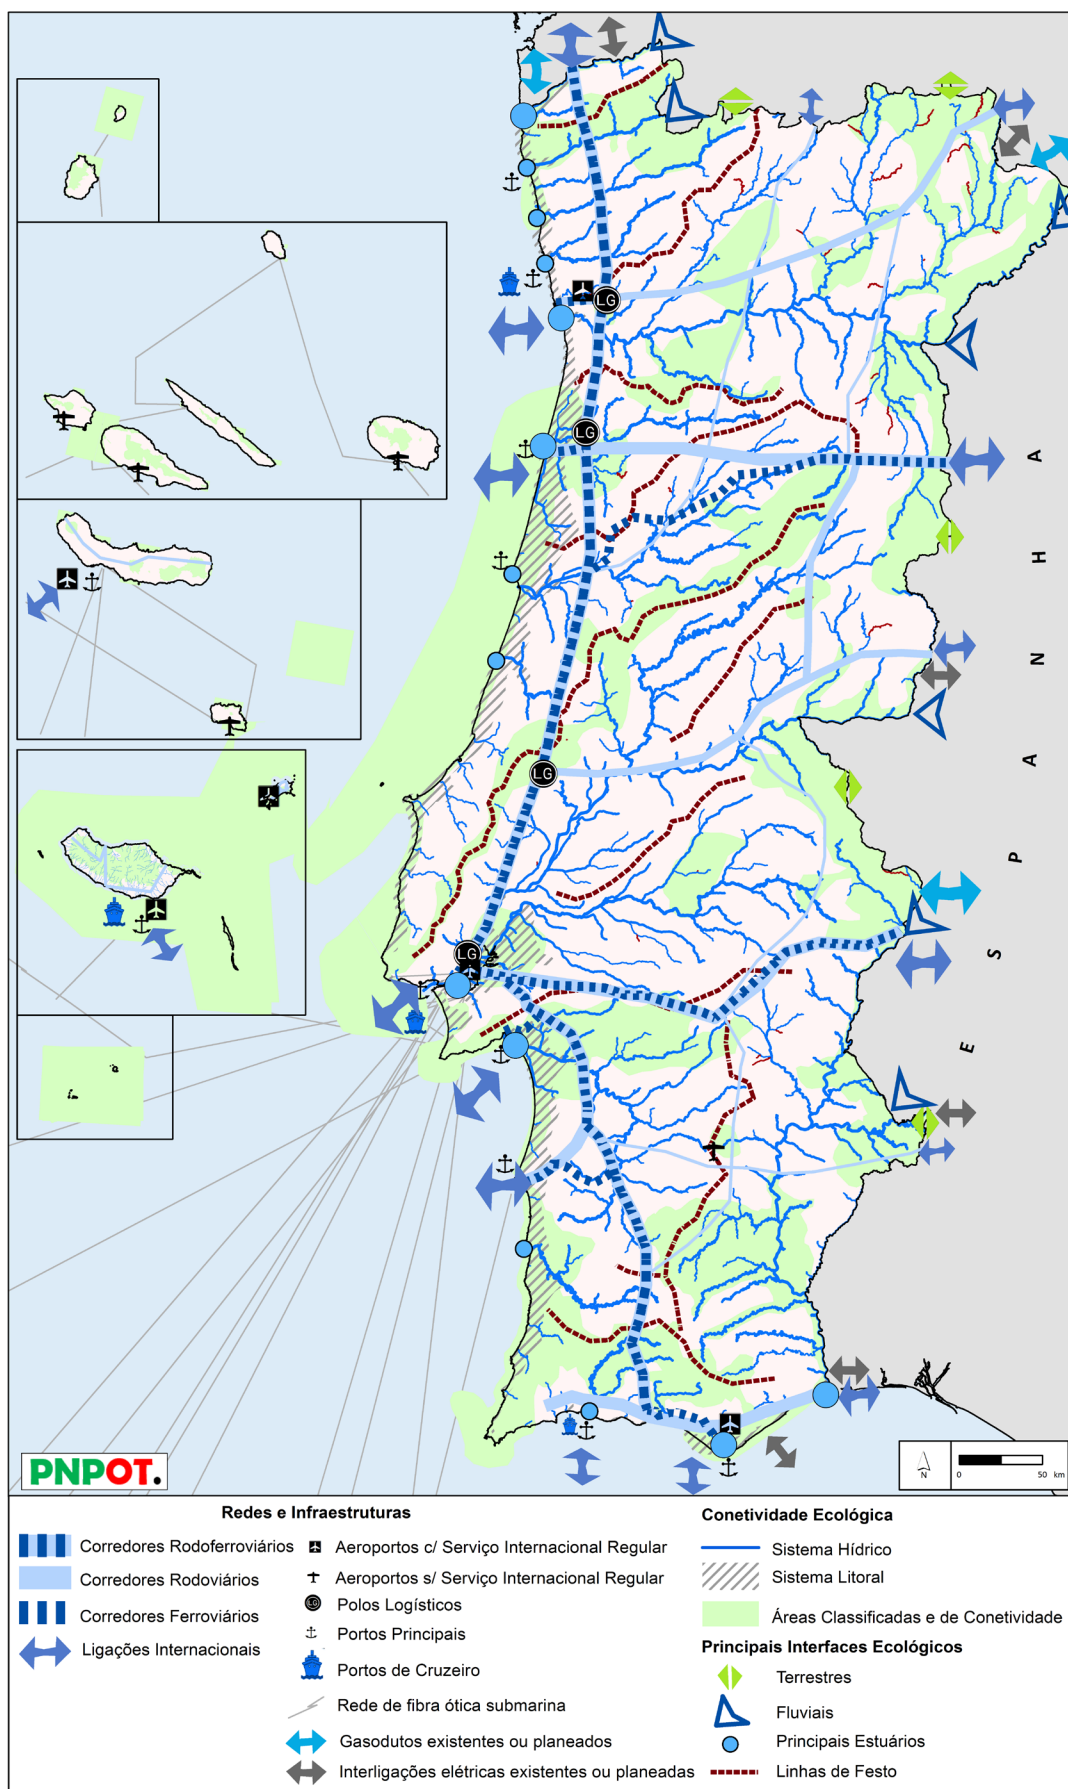 LG
LG
LG
LG
E S P A N H A
PNPOT.
N
0 50 km
Redes e Infraestruturas
Corredores Rodoferroviários
Corredores Rodoviários
Corredores Ferroviários
Ligações Internacionais
Aeroportos c/ Serviço Internacional Regular
Aeroportos s/ Serviço Internacional Regular
LG Polos Logísticos
Portos Principais
Portos de Cruzeiro
Rede de fibra ótica submarina
Gasodutos existentes ou planeados
Interligações elétricas existentes ou planeadas
Conetividade Ecológica
Sistema Hídrico
Sistema Litoral
Áreas Classificadas e de Conetividade
Principais Interfaces Ecológicos
Terrestres
Fluviais
Principais Estuários
Linhas de Festo